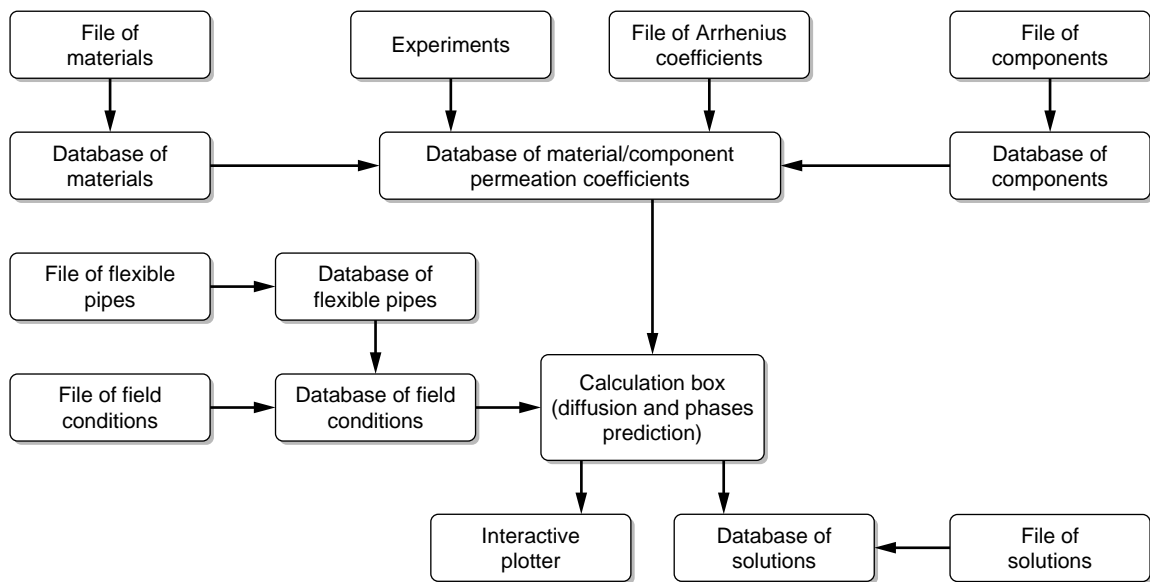 File of
materials
Experiments
File of Arrhenius
coefficients
File of
components
Database of
materials
Database of material/component
permeation coefficients
Database of
components
File of flexible
pipes
Database of
flexible pipes
File of field
conditions
Database of field
conditions
Calculation box
(diffusion and phases
prediction)
Interactive
plotter
Database of
solutions
File of
solutions